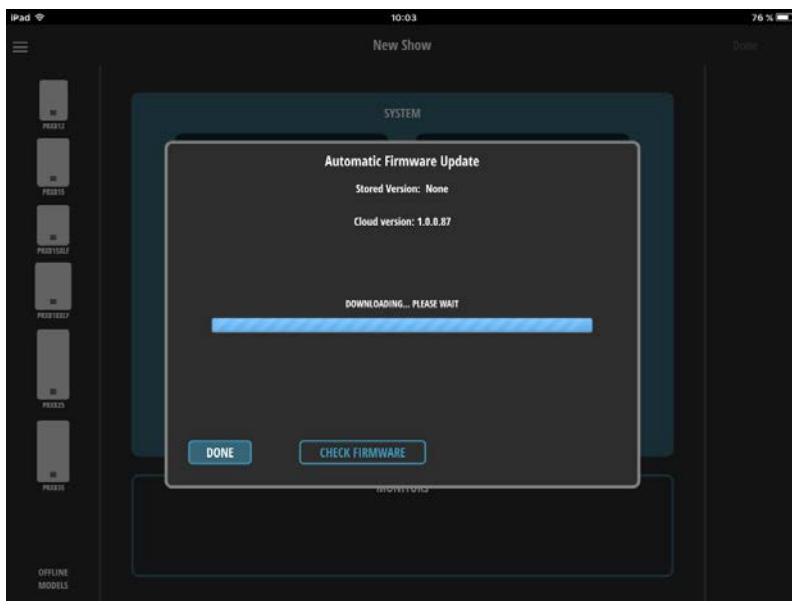 iPad
10:03
76 %
New Show
Done
SYSTEM
PRX812
PRX815
PRX815XLF
PRX818XLF
PRX825
PRX835
OFFLINE
MODELS
Automatic Firmware Update
Stored Version: None
Cloud version: 1.0.0.87
DOWNLOADING... PLEASE WAIT
DONE
CHECK FIRMWARE
MONITORS